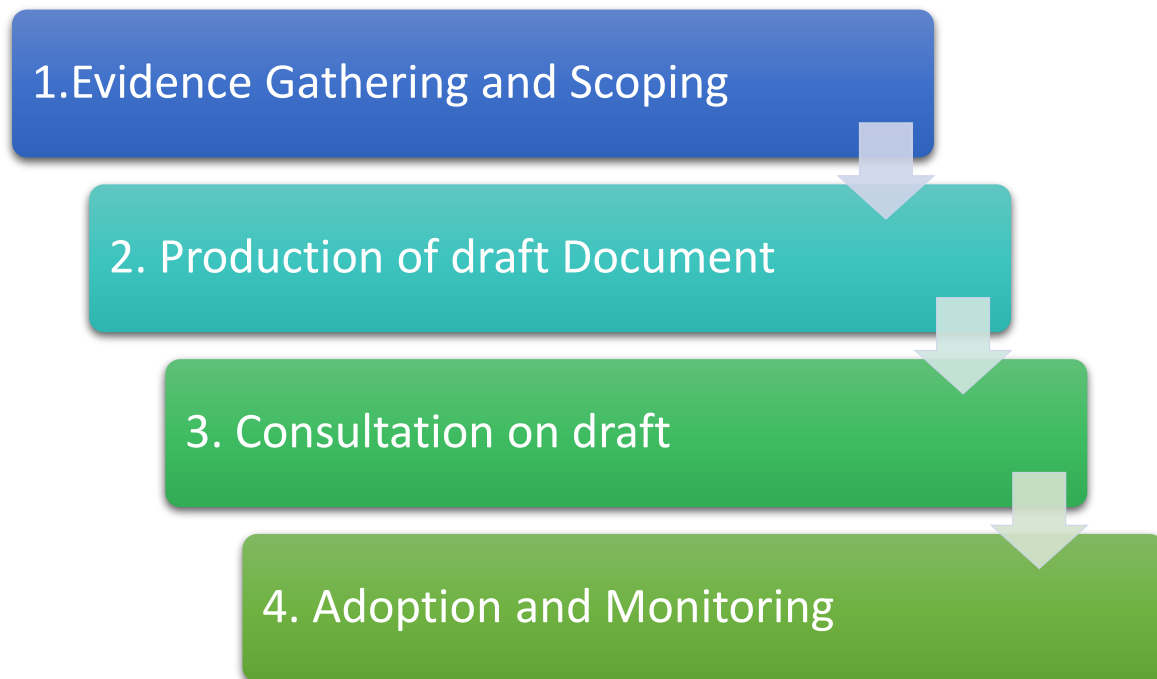 1.Evidence Gathering and Scoping
2. Production of draft Document
3. Consultation on draft
4. Adoption and Monitoring